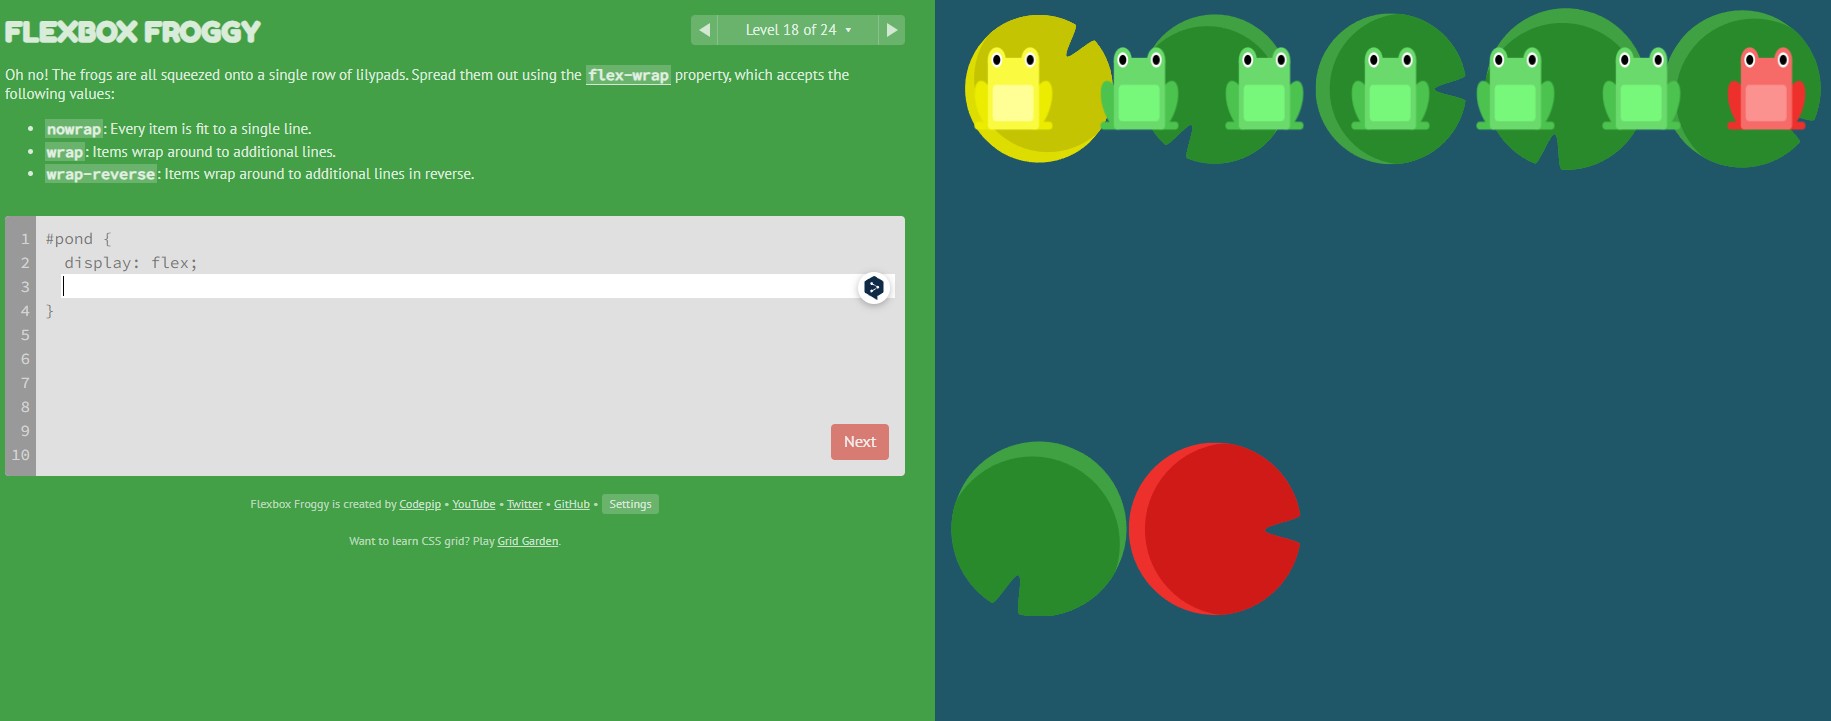 FLEXBOX FROGGY
Level 18 of 24
Oh no! The frogs are all squeezed onto a single row of lilypads. Spread them out using the flex-wrap property, which accepts the
following values:
• nowrap: Every item is fit to a single line.
• wrap: Items wrap around to additional lines.
• wrap-reverse: Items wrap around to additional lines in reverse.
1 #pond {
2 display: flex;
3
4 }
5
6
7
8
9
10
Next
Flexbox Froggy is created by Codepip • YouTube • Twitter • GitHub • Settings
Want to learn CSS grid? Play Grid Garden.